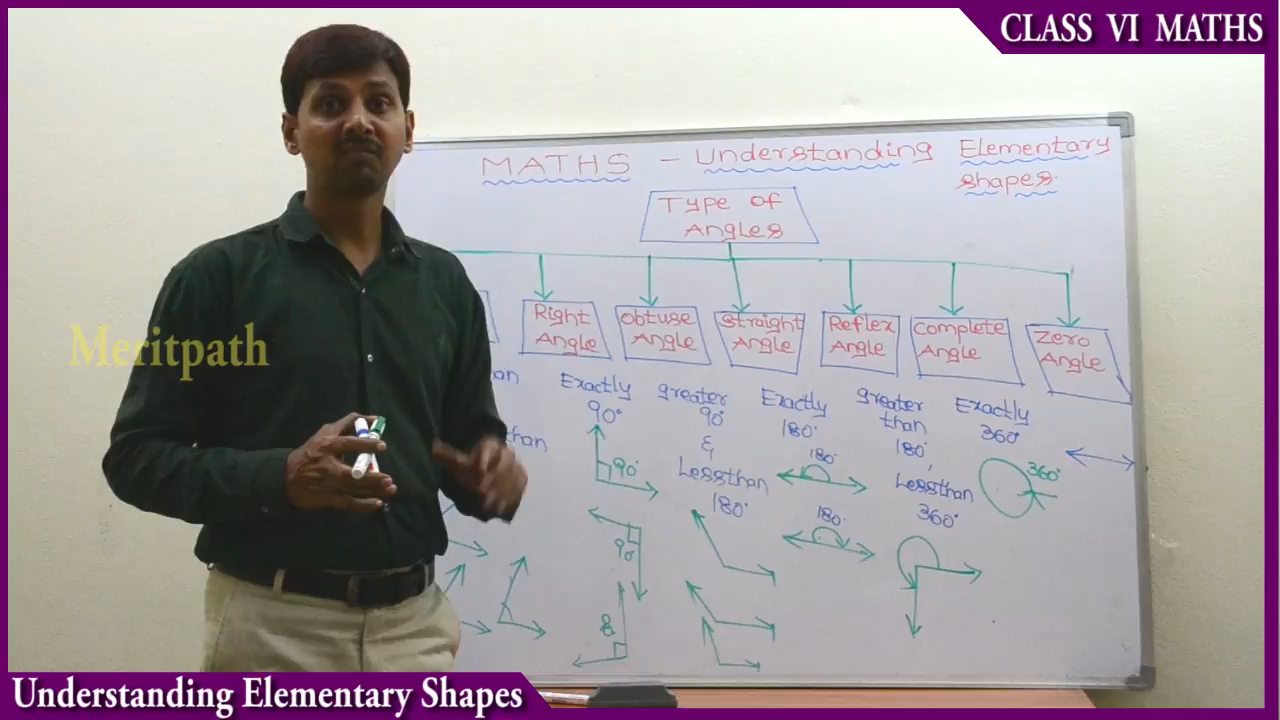 CLASS VI MATHS
MATHS - Understanding Elementary
shapes
Type of
Angles
Right
Angle
Obtuse
Angle
Straight
Angle
Reflex
Angle
Complete
Angle
Zero
Angle
Exactly
90°
greater
90°
&
Lessthan
180°
Exactly
180°
greater
than
180°,
Lessthan
360°
Exactly
360°
90°
90°
180°
180°
360°
Meritpath
Understanding Elementary Shapes